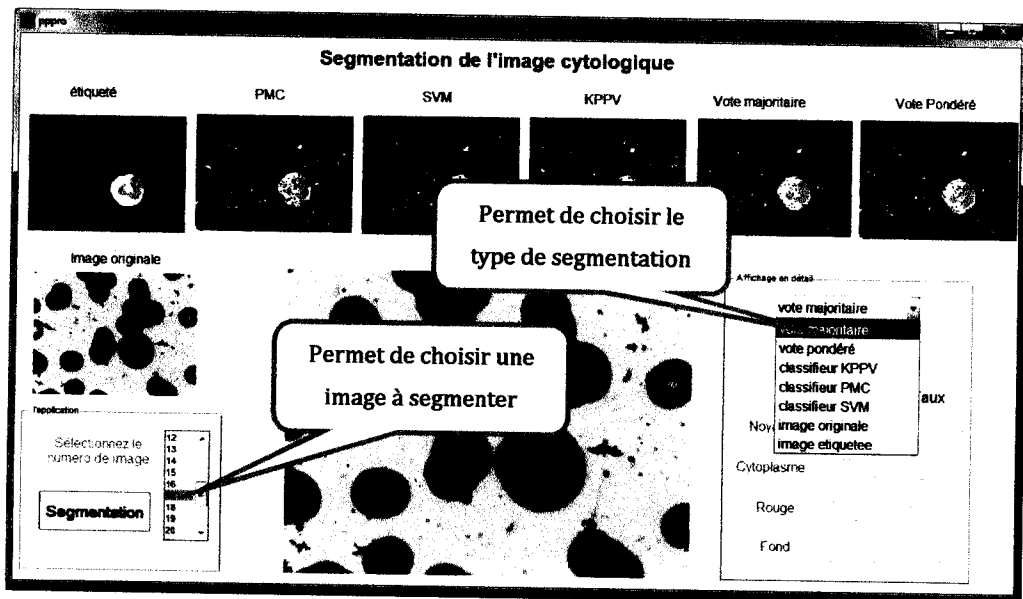 pppro
Segmentation de l'image cytologique
étiqueté
PMC
SVM
KPPV
Vote majoritaire
Vote Pondéré
Permet de choisir le
type de segmentation
Image originale
Affichage en détail
vote majoritaire
vote majoritaire
vote pondéré
classifieur KPPV
classifieur PMC
classifieur SVM
image originale
image etiquetee
aux
Noy
Cytoplasme
Rouge
Fond
Permet de choisir une
image à segmenter
l'application
Sélectionnez le
numero de image
12
13
14
15
16
18
19
20
Segmentation